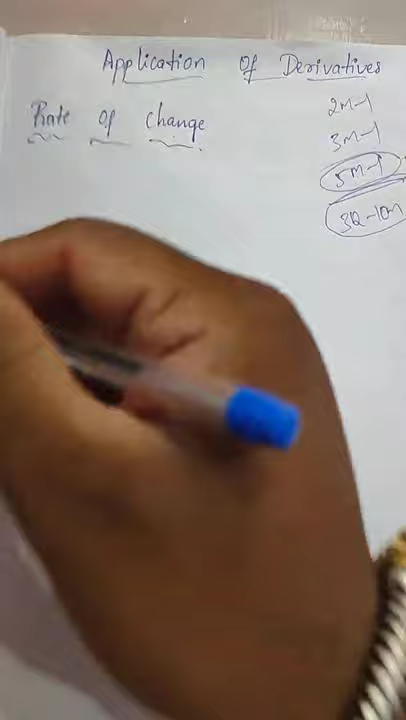 Application Of Derivatives
Rate Of Change
2M-1
3M-1
5M-1
3Q-10M